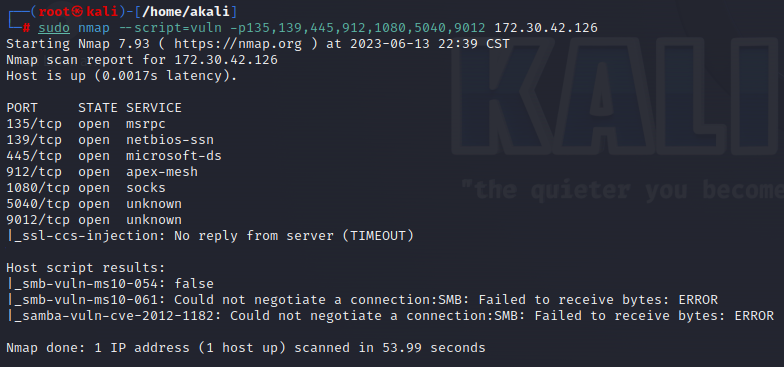 ┌──(root㉿kali)-[/home/akali]
└─# sudo nmap --script=vuln -p135,139,445,912,1080,5040,9012 172.30.42.126
Starting Nmap 7.93 ( https://nmap.org ) at 2023-06-13 22:39 CST
Nmap scan report for 172.30.42.126
Host is up (0.0017s latency).

PORT     STATE SERVICE
135/tcp  open  msrpc
139/tcp  open  netbios-ssn
445/tcp  open  microsoft-ds
912/tcp  open  apex-mesh
1080/tcp open  socks
5040/tcp open  unknown
9012/tcp open  unknown
|_ssl-ccs-injection: No reply from server (TIMEOUT)

Host script results:
|_smb-vuln-ms10-054: false
|_smb-vuln-ms10-061: Could not negotiate a connection:SMB: Failed to receive bytes: ERROR
|_samba-vuln-cve-2012-1182: Could not negotiate a connection:SMB: Failed to receive bytes: ERROR

Nmap done: 1 IP address (1 host up) scanned in 53.99 seconds
KALI
"the quieter you become